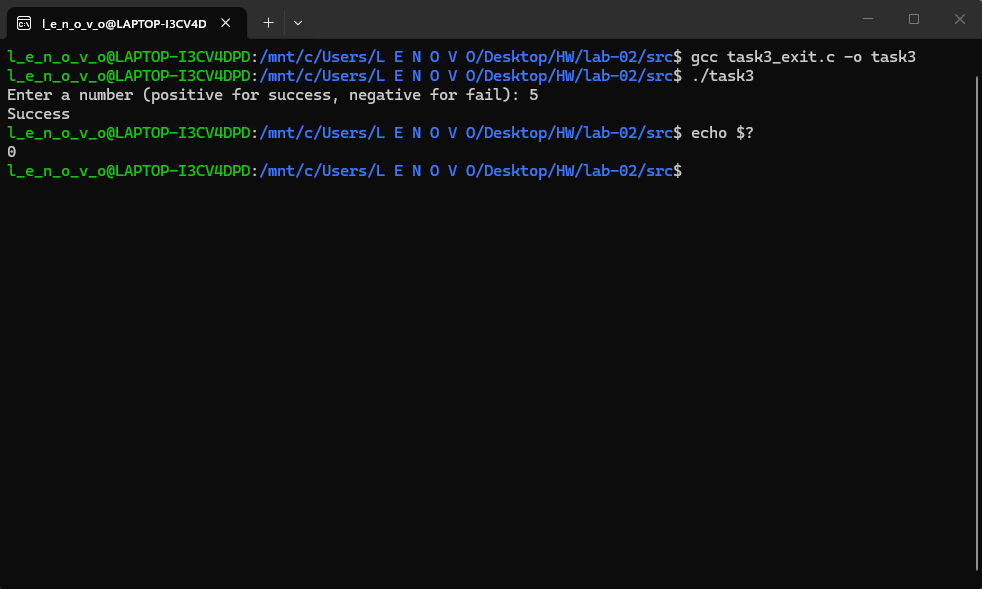 l_e_n_o_v_o@LAPTOP-I3CV4D
l_e_n_o_v_o@LAPTOP-I3CV4DPD:/mnt/c/Users/L E N O V O/Desktop/HW/lab-02/src$ gcc task3_exit.c -o task3
l_e_n_o_v_o@LAPTOP-I3CV4DPD:/mnt/c/Users/L E N O V O/Desktop/HW/lab-02/src$ ./task3
Enter a number (positive for success, negative for fail): 5
Success
l_e_n_o_v_o@LAPTOP-I3CV4DPD:/mnt/c/Users/L E N O V O/Desktop/HW/lab-02/src$ echo $?
0
l_e_n_o_v_o@LAPTOP-I3CV4DPD:/mnt/c/Users/L E N O V O/Desktop/HW/lab-02/src$